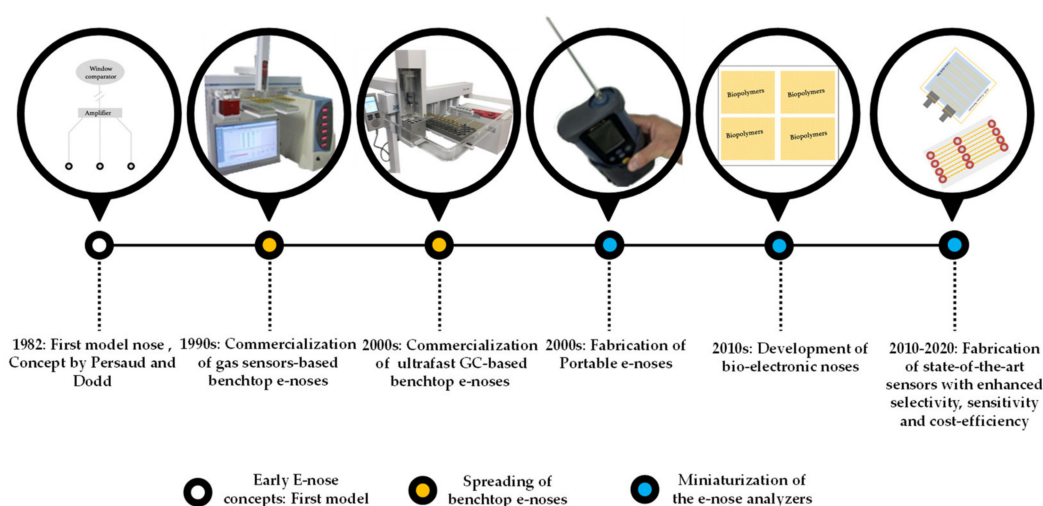 Window
comparator
Amplifier
Biopolymers
Biopolymers
Biopolymers
Biopolymers
1982: First model nose ,
Concept by Persaud and
Dodd
1990s: Commercialization
of gas sensors-based
benchtop e-noses
2000s: Commercialization
of ultrafast GC-based
benchtop e-noses
2000s: Fabrication of
Portable e-noses
2010s: Development of
bio-electronic noses
2010-2020: Fabrication
of state-of-the-art
sensors with enhanced
selectivity, sensitivity
and cost-efficiency
Early E-nose
concepts: First model
Spreading of
benchtop e-noses
Miniaturization of
the e-nose analyzers